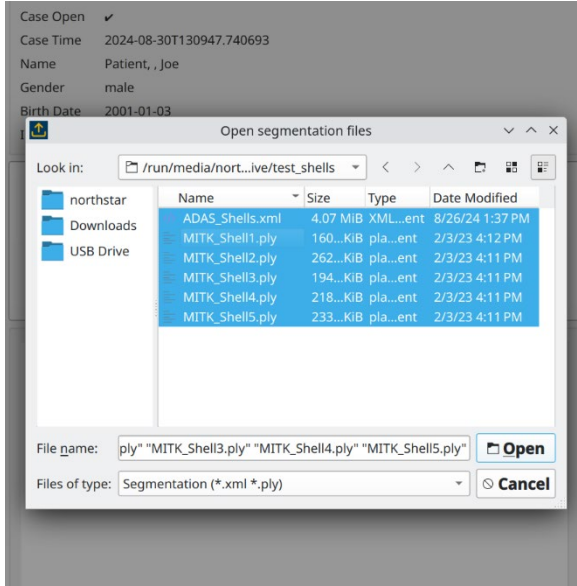 Case Open ✔
Case Time 2024-08-30T130947.740693
Name Patient, , Joe
Gender male
Birth Date 2001-01-03
Open segmentation files
Look in: /run/media/nort...ive/test_shells
northstar
Downloads
USB Drive
Name Size Type Date Modified
ADAS_Shells.xml 4.07 MiB XML...ent 8/26/24 1:37 PM
MITK_Shell1.ply 160...KiB pla...ent 2/3/23 4:12 PM
MITK_Shell2.ply 262...KiB pla...ent 2/3/23 4:11 PM
MITK_Shell3.ply 194...KiB pla...ent 2/3/23 4:11 PM
MITK_Shell4.ply 218...KiB pla...ent 2/3/23 4:11 PM
MITK_Shell5.ply 233...KiB pla...ent 2/3/23 4:11 PM
File name: ply" "MITK_Shell3.ply" "MITK_Shell4.ply" "MITK_Shell5.ply" Open
Files of type: Segmentation (*.xml *.ply) Cancel